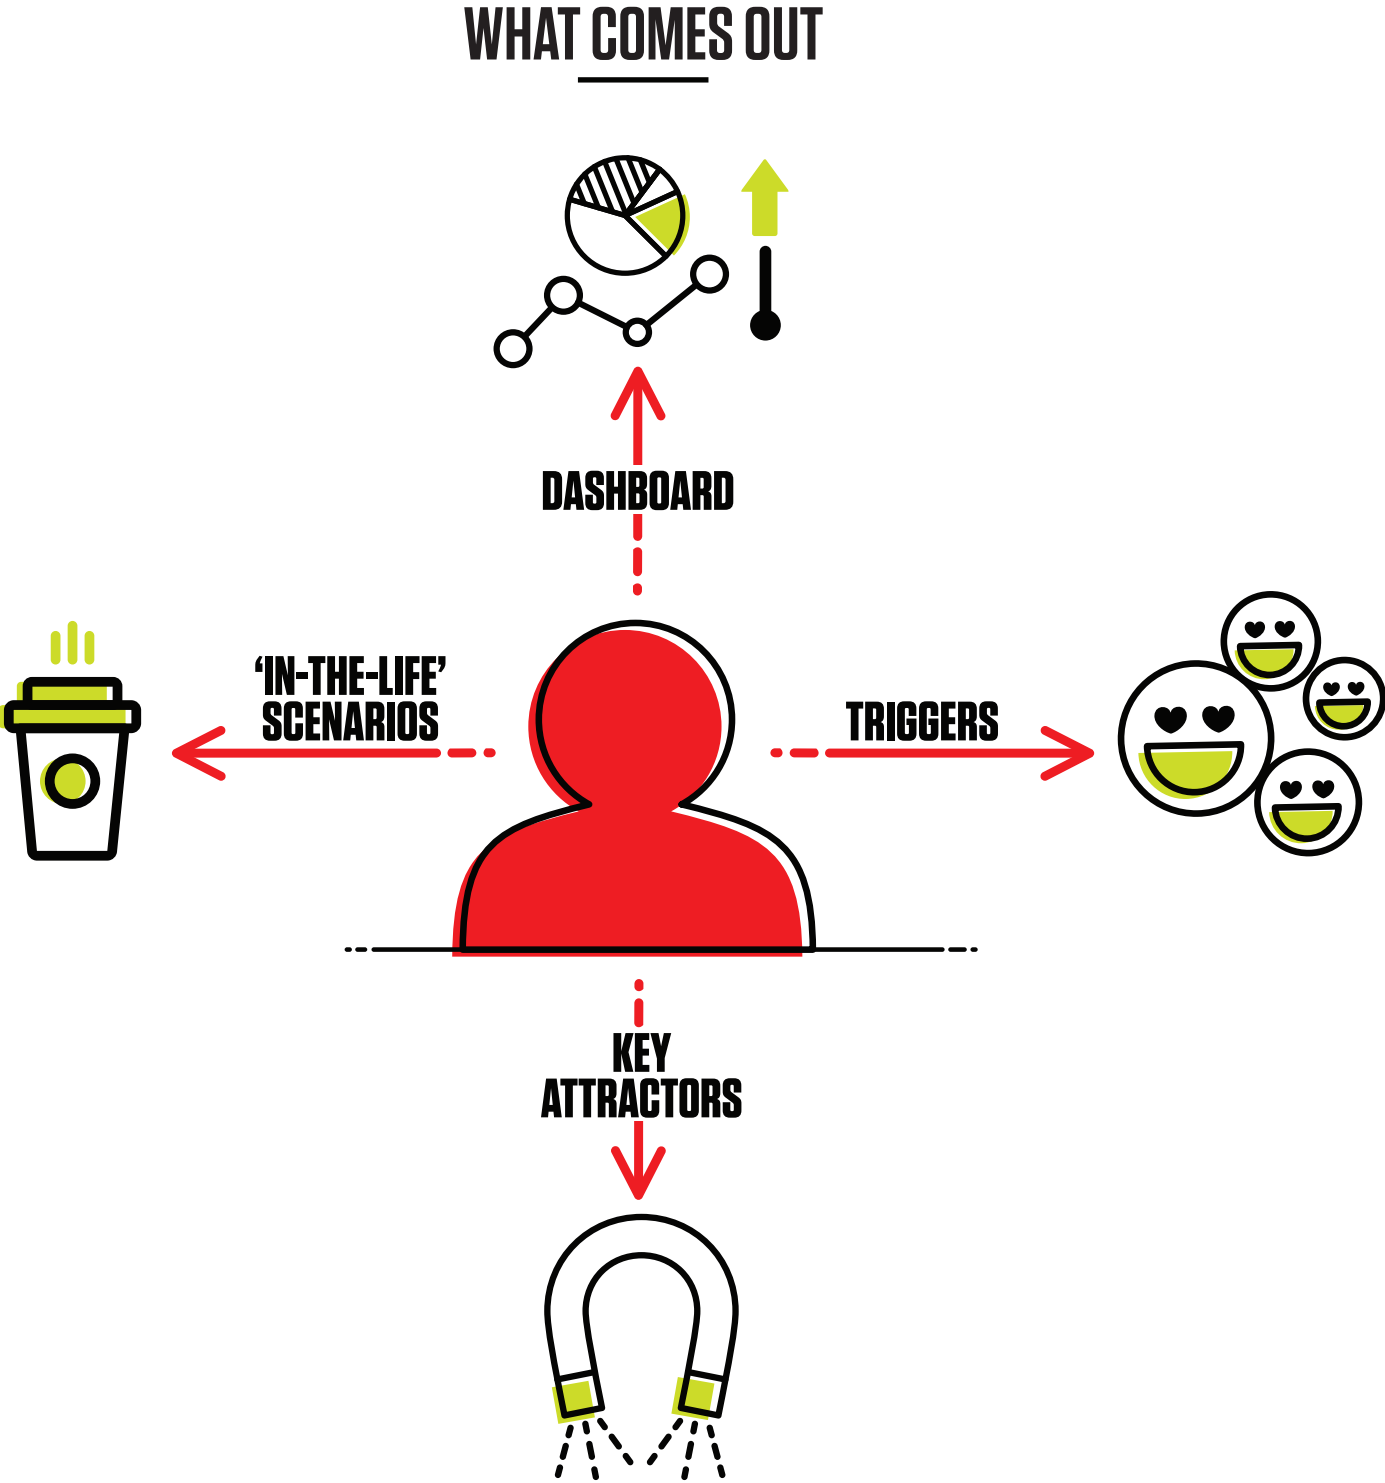 WHAT COMES OUT
DASHBOARD
‘IN-THE-LIFE’
SCENARIOS
TRIGGERS
KEY
ATTRACTORS